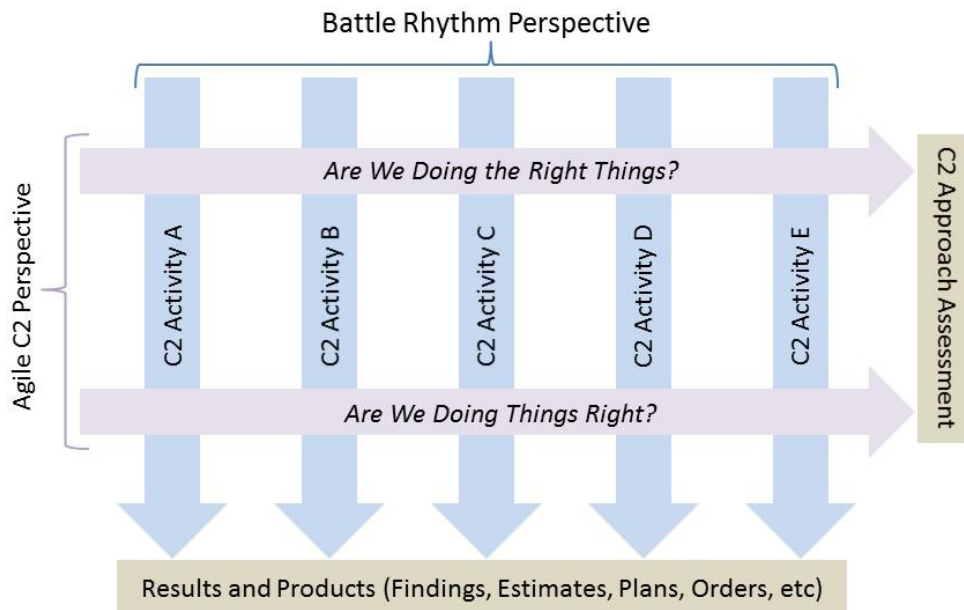 Battle Rhythm Perspective
Agile C2 Perspective
Are We Doing the Right Things?
C2 Activity A
C2 Activity B
C2 Activity C
C2 Activity D
C2 Activity E
Are We Doing Things Right?
C2 Approach Assessment
Results and Products (Findings, Estimates, Plans, Orders, etc)